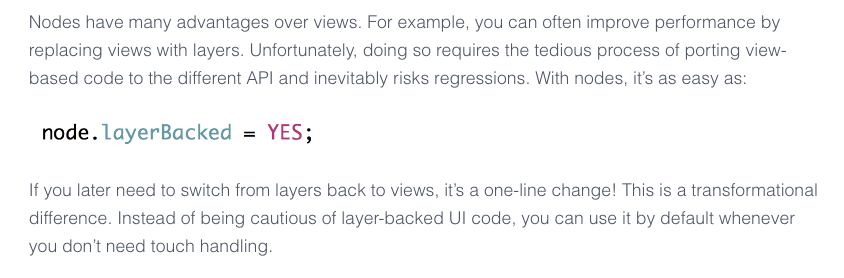 Nodes have many advantages over views. For example, you can often improve performance by
replacing views with layers. Unfortunately, doing so requires the tedious process of porting view-
based code to the different API and inevitably risks regressions. With nodes, it’s as easy as:
node.layerBacked = YES;
If you later need to switch from layers back to views, it’s a one-line change! This is a transformational
difference. Instead of being cautious of layer-backed UI code, you can use it by default whenever
you don’t need touch handling.